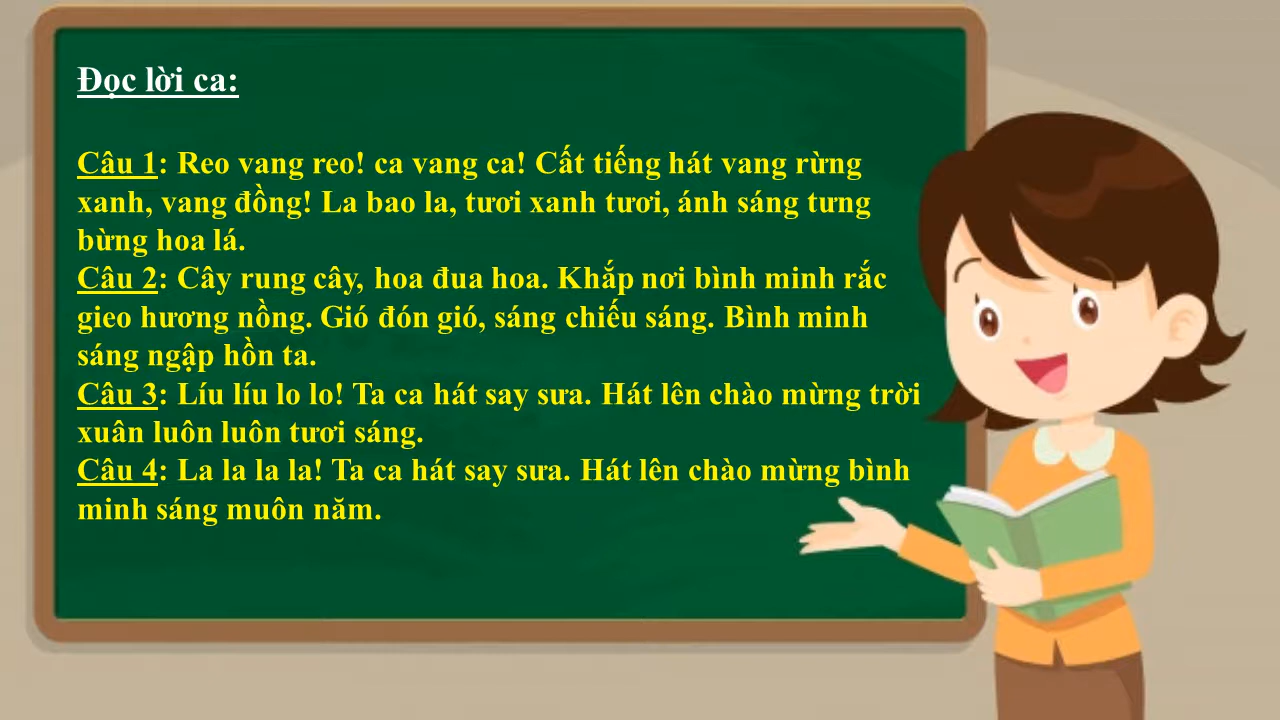 Đọc lời ca:
Câu 1: Reo vang reo! ca vang ca! Cất tiếng hát vang rừng
xanh, vang đồng! La bao la, tươi xanh tươi, ánh sáng tưng
bừng hoa lá.
Câu 2: Cây rung cây, hoa đua hoa. Khắp nơi bình minh rắc
gieo hương nồng. Gió đón gió, sáng chiếu sáng. Bình minh
sáng ngập hồn ta.
Câu 3: Líu líu lo lo! Ta ca hát say sưa. Hát lên chào mừng trời
xuân luôn luôn tươi sáng.
Câu 4: La la la la! Ta ca hát say sưa. Hát lên chào mừng bình
minh sáng muôn năm.